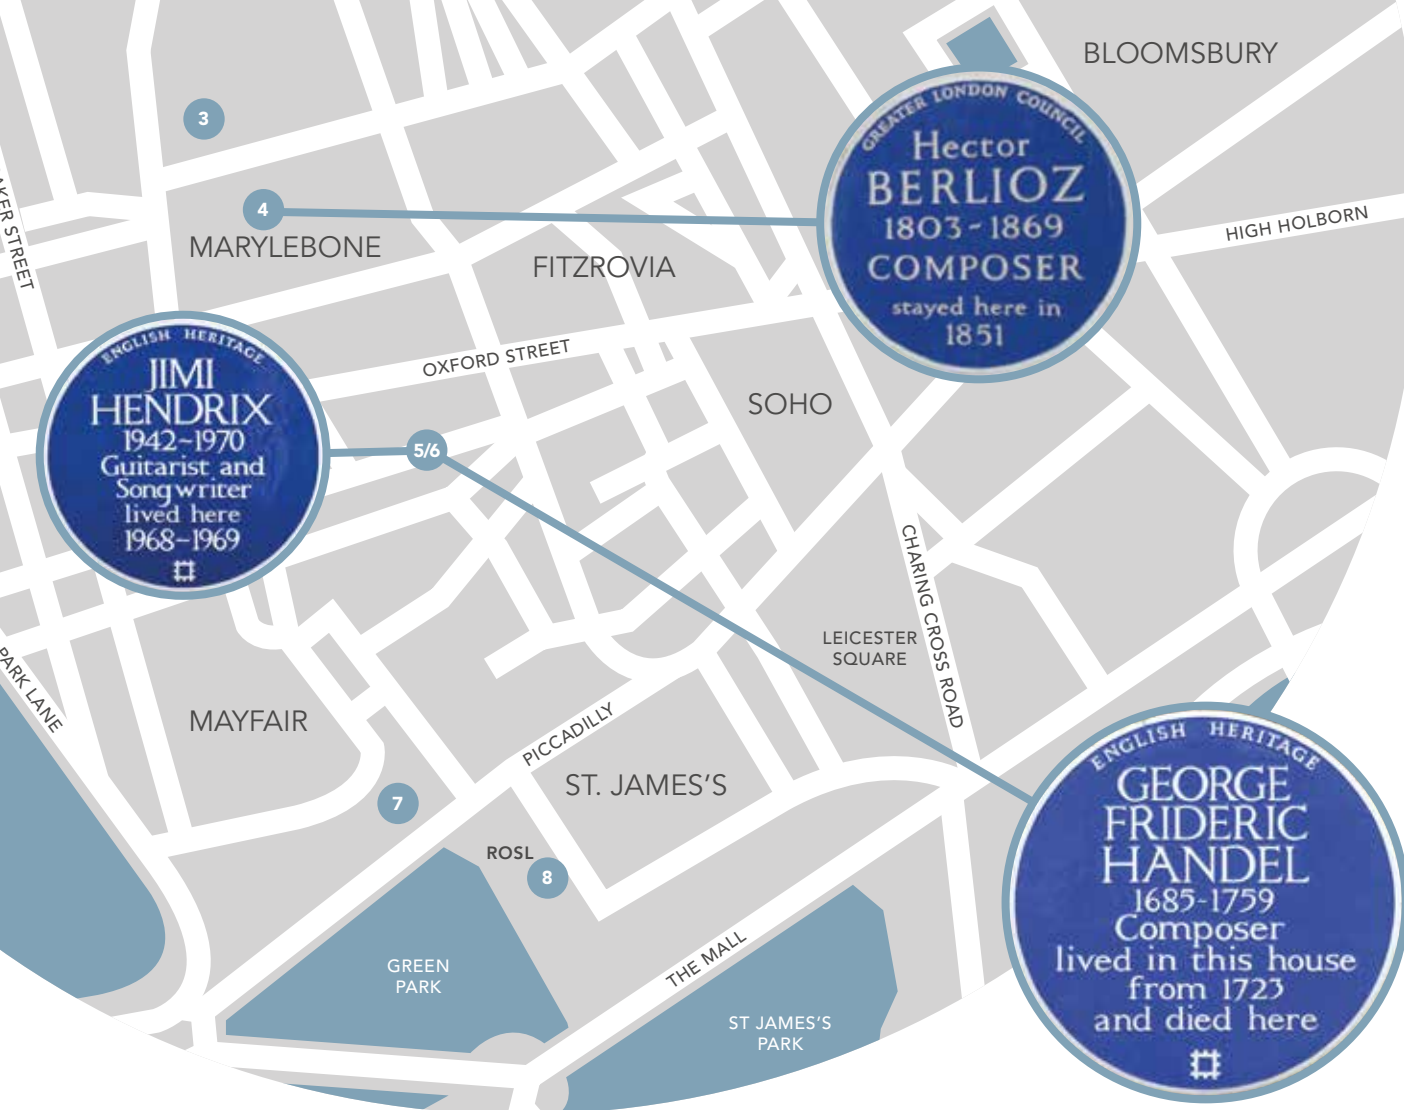 BLOOMSBURY
3
GREATER LONDON COUNCIL
Hector
BERLIOZ
1803~1869
COMPOSER
stayed here in
1851
4
MARYLEBONE
FITZROVIA
HIGH HOLBORN
OXFORD STREET
SOHO
ENGLISH HERITAGE
JIMI
HENDRIX
1942~1970
Guitarist and
Songwriter
lived here
1968–1969
5/6
CHARING CROSS ROAD
LEICESTER
SQUARE
PARK LANE
MAYFAIR
PICCADILLY
ST. JAMES'S
7
ROSL
8
GREEN
PARK
THE MALL
ST JAMES'S
PARK
ENGLISH HERITAGE
GEORGE
FRIDERIC
HANDEL
1685-1759
Composer
lived in this house
from 1723
and died here